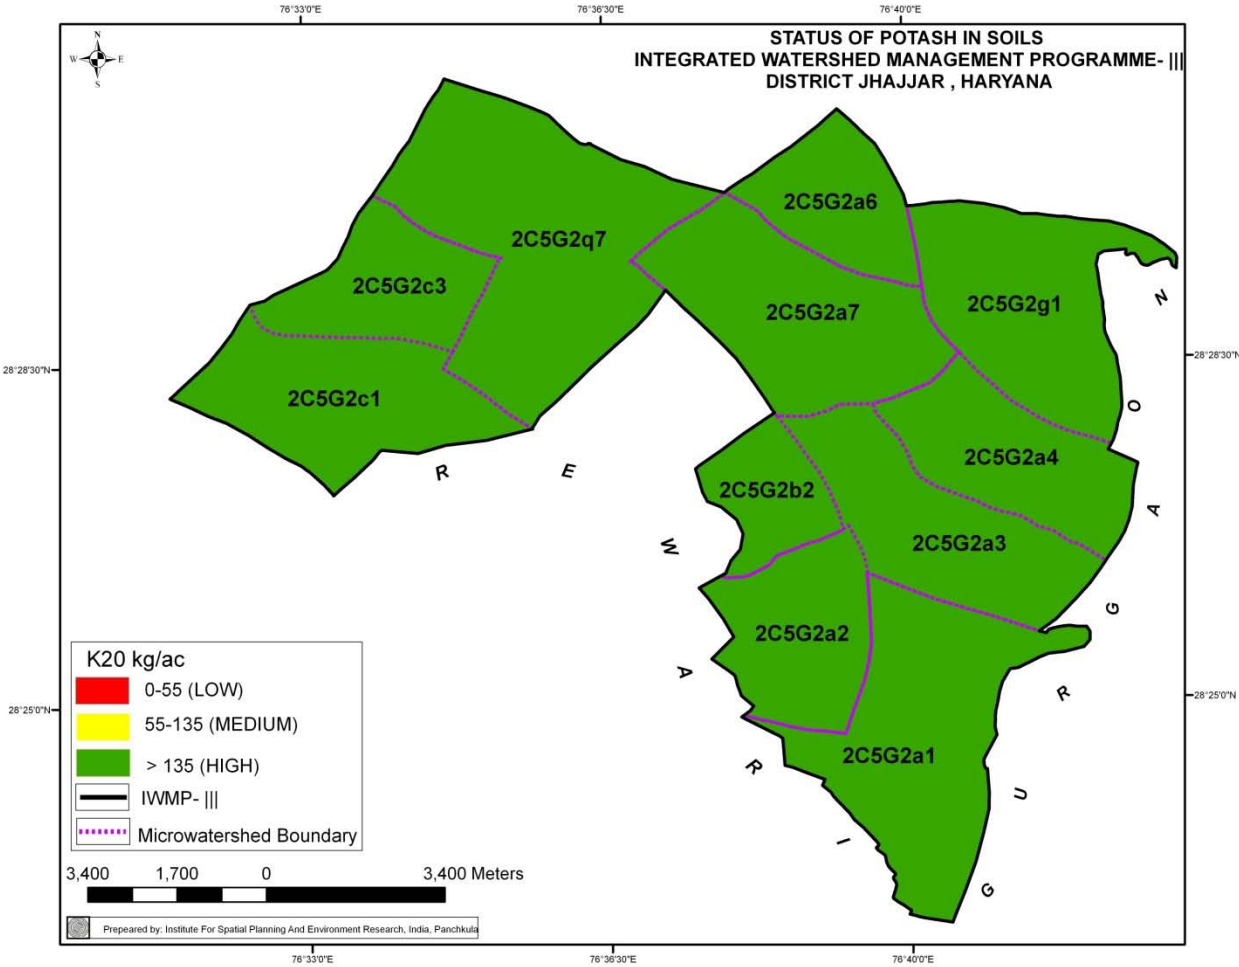 76°33'0"E
76°36'30"E
76°40'0"E
N
W E
S
STATUS OF POTASH IN SOILS
INTEGRATED WATERSHED MANAGEMENT PROGRAMME- |||
DISTRICT JHAJJAR , HARYANA
2C5G2a6
2C5G2q7
2C5G2c3
2C5G2a7
2C5G2g1
28°28'30"N
28°28'30"N
2C5G2c1
2C5G2a4
2C5G2b2
2C5G2a3
2C5G2a2
2C5G2a1
R E W A R I
G U R G A O N
28°25'0"N
28°25'0"N
K20 kg/ac
0-55 (LOW)
55-135 (MEDIUM)
> 135 (HIGH)
IWMP- |||
Microwatershed Boundary
3,400 1,700 0 3,400 Meters
Prepeared by: Institute For Spatial Planning And Environment Research, India, Panchkula
76°33'0"E
76°36'30"E
76°40'0"E